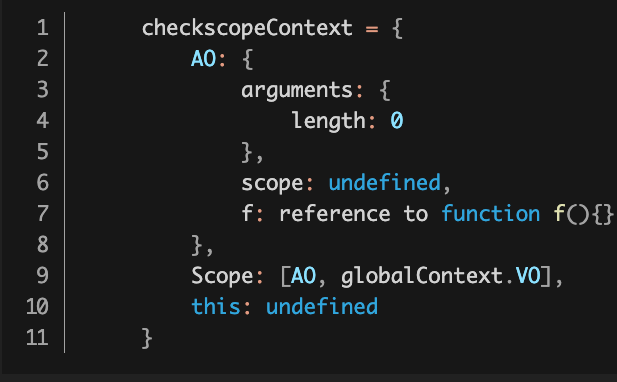 1 checkscopeContext = {
2 AO: {
3 arguments: {
4 length: 0
5 },
6 scope: undefined,
7 f: reference to function f(){}
8 },
9 Scope: [AO, globalContext.VO],
10 this: undefined
11 }